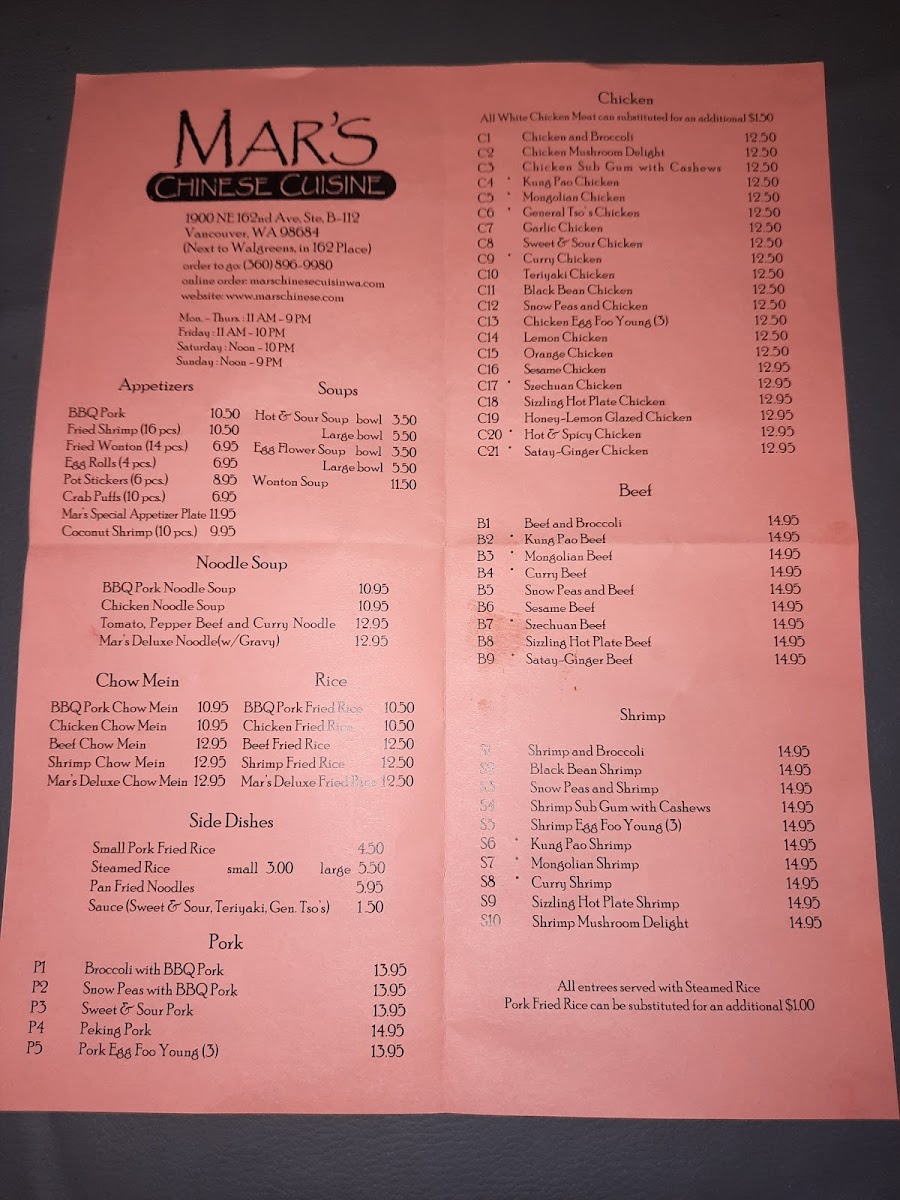 MAR'S
CHINESE CUISINE
1900 NE 162nd Ave, Ste, B-112
Vancouver, WA 98684
(Next to Walgreens, in 162 Place)
order to go: (360) 896-9980
online order: marschinesecuisinwa.com
website: www.marschinese.com
Mon. - Thurs. : 11 AM - 9 PM
Friday : 11 AM - 10 PM
Saturday : Noon - 10 PM
Sunday : Noon - 9 PM
Appetizers
BBQ Pork 10.50
Fried Shrimp (16 pcs) 10.50
Fried Wonton (14 pcs.) 6.95
Egg Rolls (4 pcs.) 6.95
Pot Stickers (6 pcs.) 8.95
Crab Puffs (10 pcs.) 6.95
Mar's Special Appetizer Plate 11.95
Coconut Shrimp (10 pcs.) 9.95
Soups
Hot & Sour Soup bowl 3.50
Large bowl 5.50
Egg Flower Soup bowl 3.50
Large bowl 5.50
Wonton Soup 11.50
Noodle Soup
BBQ Pork Noodle Soup 10.95
Chicken Noodle Soup 10.95
Tomato, Pepper Beef and Curry Noodle 12.95
Mar's Deluxe Noodle(w/Gravy) 12.95
Chow Mein
BBQ Pork Chow Mein 10.95
Chicken Chow Mein 10.95
Beef Chow Mein 12.95
Shrimp Chow Mein 12.95
Mar's Deluxe Chow Mein 12.95
Rice
BBQ Pork Fried Rice 10.50
Chicken Fried Rice 10.50
Beef Fried Rice 12.50
Shrimp Fried Rice 12.50
Mar's Deluxe Fried Rice 12.50
Side Dishes
Small Pork Fried Rice 4.50
Steamed Rice small 3.00 large 5.50
Pan Fried Noodles 5.95
Sauce (Sweet & Sour, Teriyaki, Gen. Tso's) 1.50
Pork
P1 Broccoli with BBQ Pork 13.95
P2 Snow Peas with BBQ Pork 13.95
P3 Sweet & Sour Pork 13.95
P4 Peking Pork 14.95
P5 Pork Egg Foo Young (3) 13.95
Chicken
All White Chicken Meat can substituted for an additional $1.50
C1 Chicken and Broccoli 12.50
C2 Chicken Mushroom Delight 12.50
C3 Chicken Sub Gum with Cashews 12.50
C4 * Kung Pao Chicken 12.50
C5 * Mongolian Chicken 12.50
C6 * General Tso's Chicken 12.50
C7 Garlic Chicken 12.50
C8 Sweet & Sour Chicken 12.50
C9 * Curry Chicken 12.50
C10 Teriyaki Chicken 12.50
C11 Black Bean Chicken 12.50
C12 Snow Peas and Chicken 12.50
C13 Chicken Egg Foo Young (3) 12.50
C14 Lemon Chicken 12.50
C15 Orange Chicken 12.50
C16 Sesame Chicken 12.95
C17 * Szechuan Chicken 12.95
C18 Sizzling Hot Plate Chicken 12.95
C19 Honey-Lemon Glazed Chicken 12.95
C20 * Hot & Spicy Chicken 12.95
C21 * Satay-Ginger Chicken 12.95
Beef
B1 Beef and Broccoli 14.95
B2 * Kung Pao Beef 14.95
B3 * Mongolian Beef 14.95
B4 * Curry Beef 14.95
B5 Snow Peas and Beef 14.95
B6 Sesame Beef 14.95
B7 * Szechuan Beef 14.95
B8 Sizzling Hot Plate Beef 14.95
B9 * Satay-Ginger Beef 14.95
Shrimp
S1 Shrimp and Broccoli 14.95
S2 Black Bean Shrimp 14.95
S3 Snow Peas and Shrimp 14.95
S4 Shrimp Sub Gum with Cashews 14.95
S5 Shrimp Egg Foo Young (3) 14.95
S6 * Kung Pao Shrimp 14.95
S7 * Mongolian Shrimp 14.95
S8 * Curry Shrimp 14.95
S9 Sizzling Hot Plate Shrimp 14.95
S10 Shrimp Mushroom Delight 14.95
All entrees served with Steamed Rice
Pork Fried Rice can be substituted for an additional $1.00